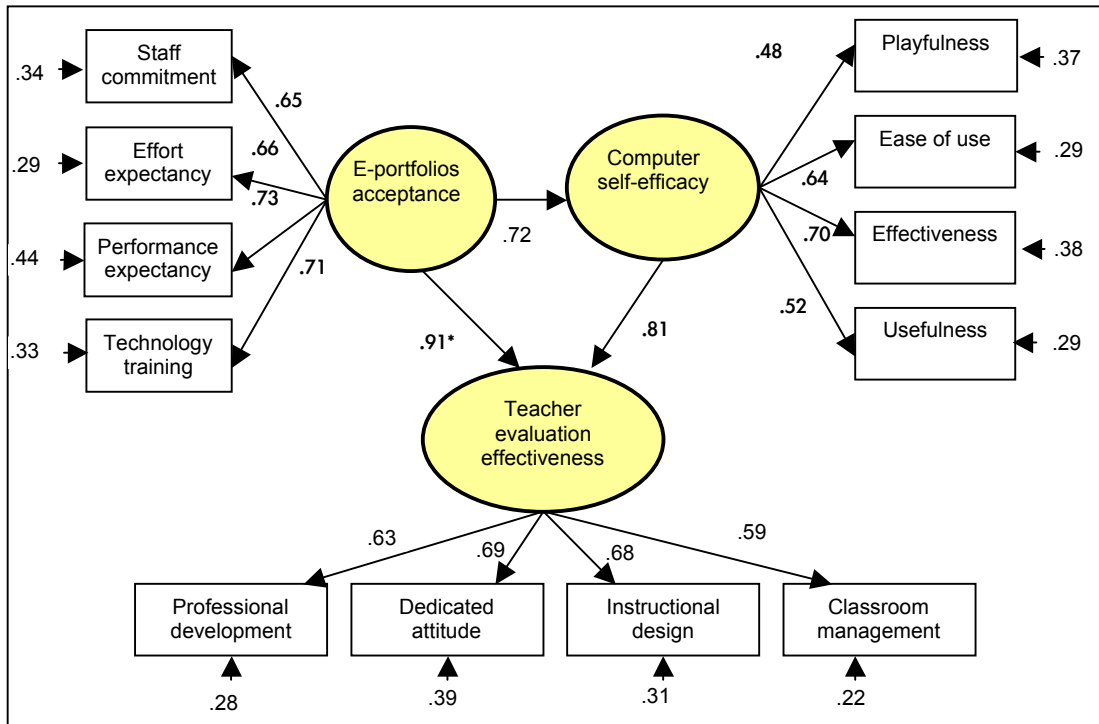 Staff
commitment
.34
.65
Effort
expectancy
.29
.66
.73
Performance
expectancy
.44
.71
Technology
training
.33
E-portfolios
acceptance
.72
Computer
self-efficacy
.48
Playfulness
.37
.64
Ease of use
.29
.70
Effectiveness
.38
.52
Usefulness
.29
.91*
.81
Teacher
evaluation
effectiveness
.63
.69
.68
.59
Professional
development
Dedicated
attitude
Instructional
design
Classroom
management
.28
.39
.31
.22